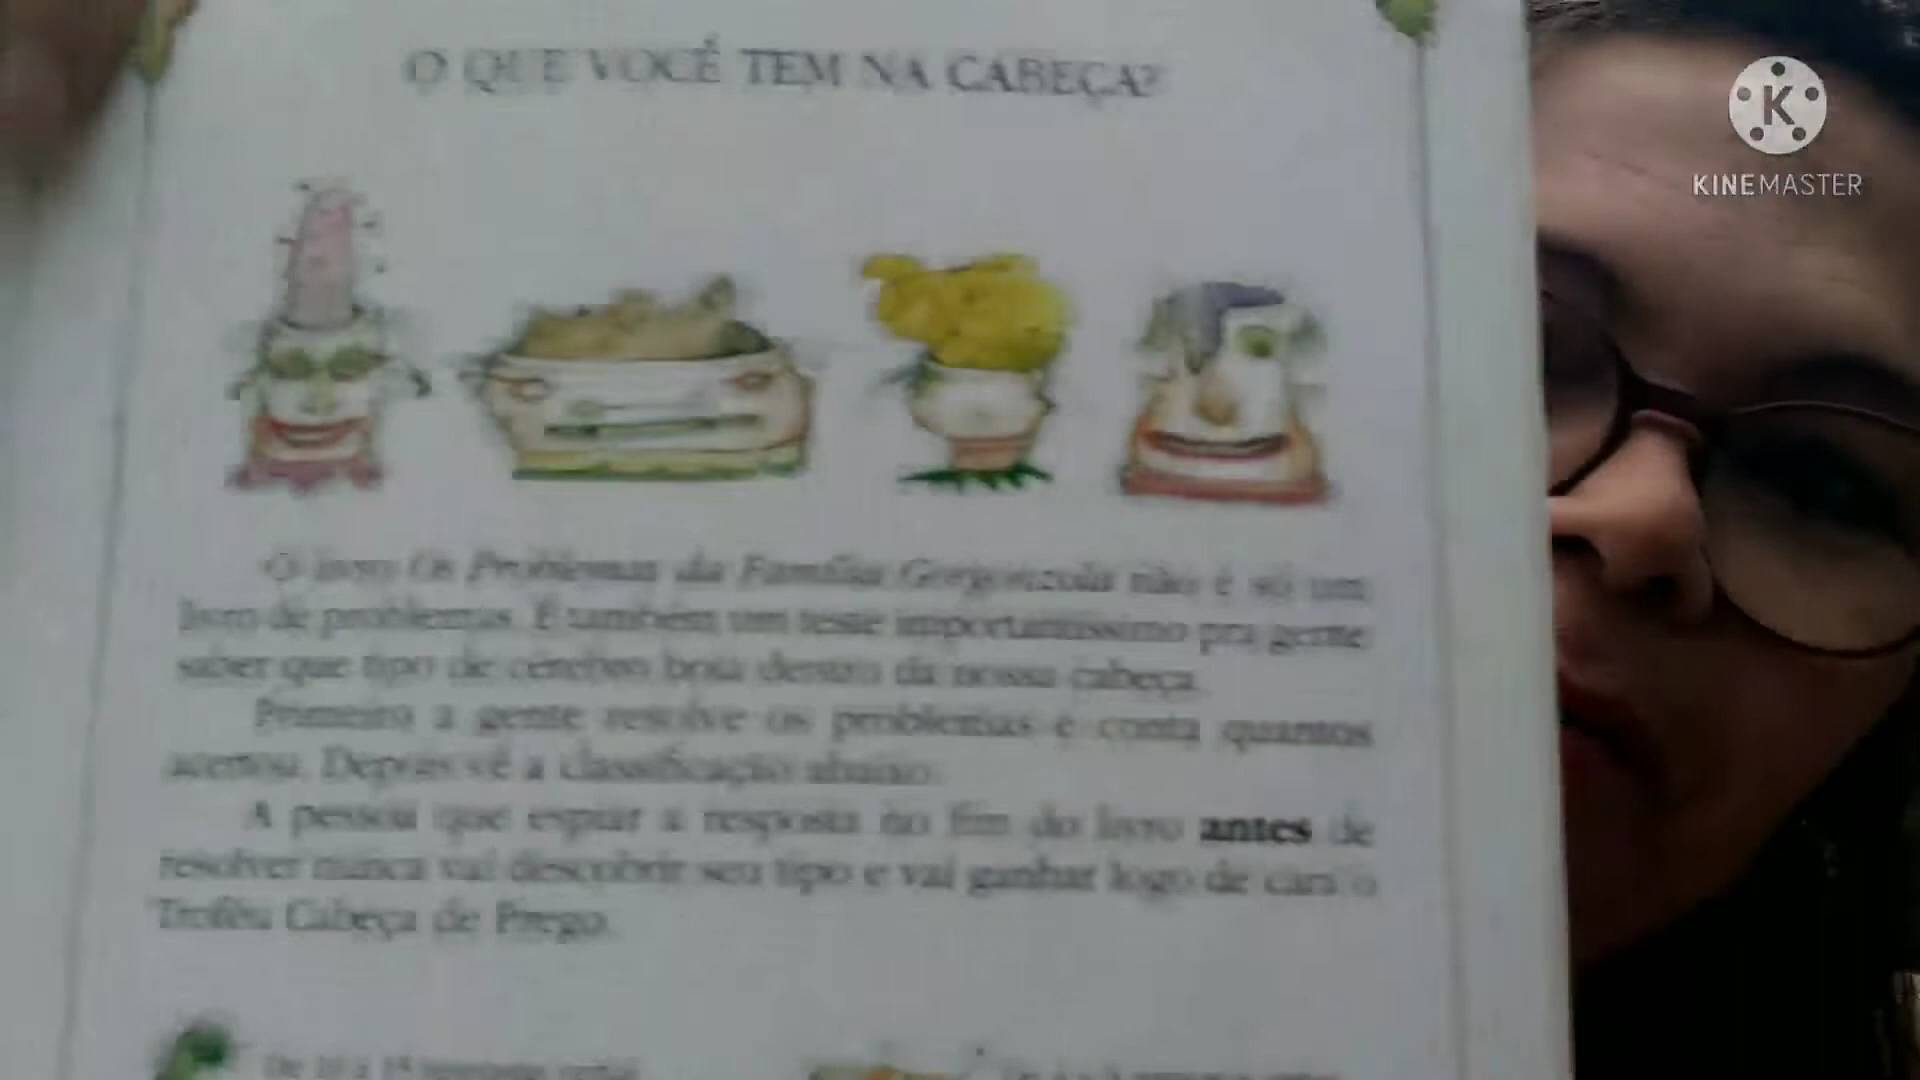 O QUE VOCÊ TEM NA CABEÇA?
KINEMASTER
O livro Os Problemas da Família Gorgonzola não é só um
livro de problemas. É também um teste importantíssimo pra gente
saber que tipo de cérebro bota dentro da nossa cabeça.
Primeiro a gente resolve os problemas e conta quantos
acertou. Depois vê a classificação abaixo.
A pessoa que espiar a resposta no fim do livro antes de
resolver nunca vai descobrir seu tipo e vai ganhar logo de cara o
Troféu Cabeça de Prego.